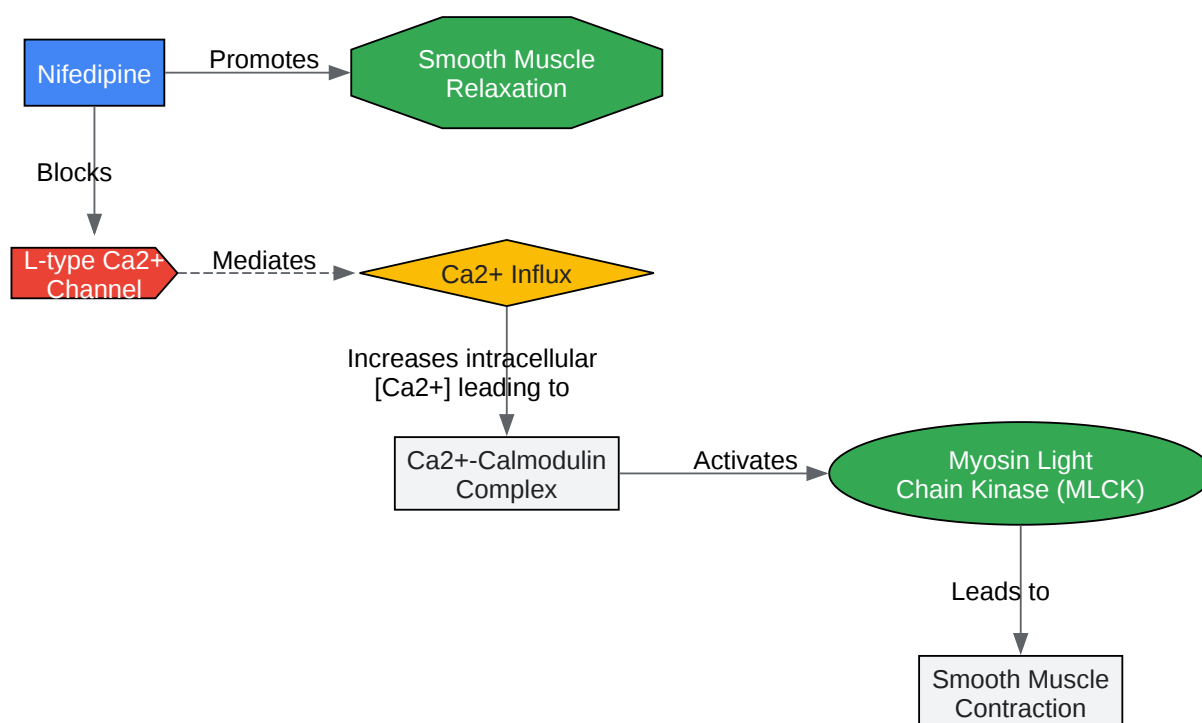 Nifedipine
Promotes
Smooth Muscle
Relaxation
Blocks
L-type Ca2+
Channel
Mediates
Ca2+ Influx
Increases intracellular
[Ca2+] leading to
Ca2+-Calmodulin
Complex
Activates
Myosin Light
Chain Kinase (MLCK)
Leads to
Smooth Muscle
Contraction